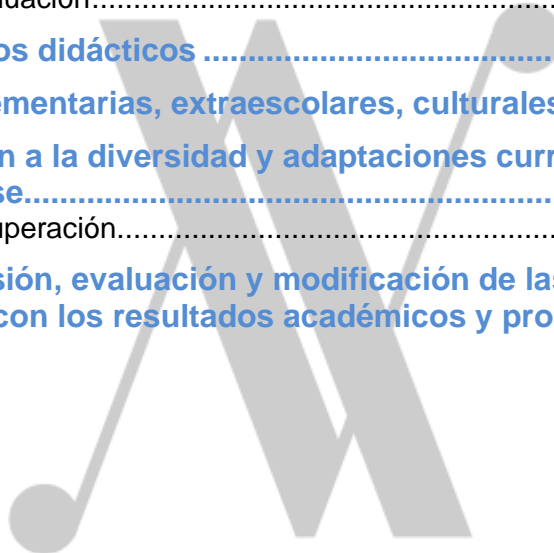 os didácticos ....................................
ementarias, extraescolares, culturales
n a la diversidad y adaptaciones curr
se.........................................................
uperación.................................................
sión, evaluación y modificación de las
con los resultados académicos y pro